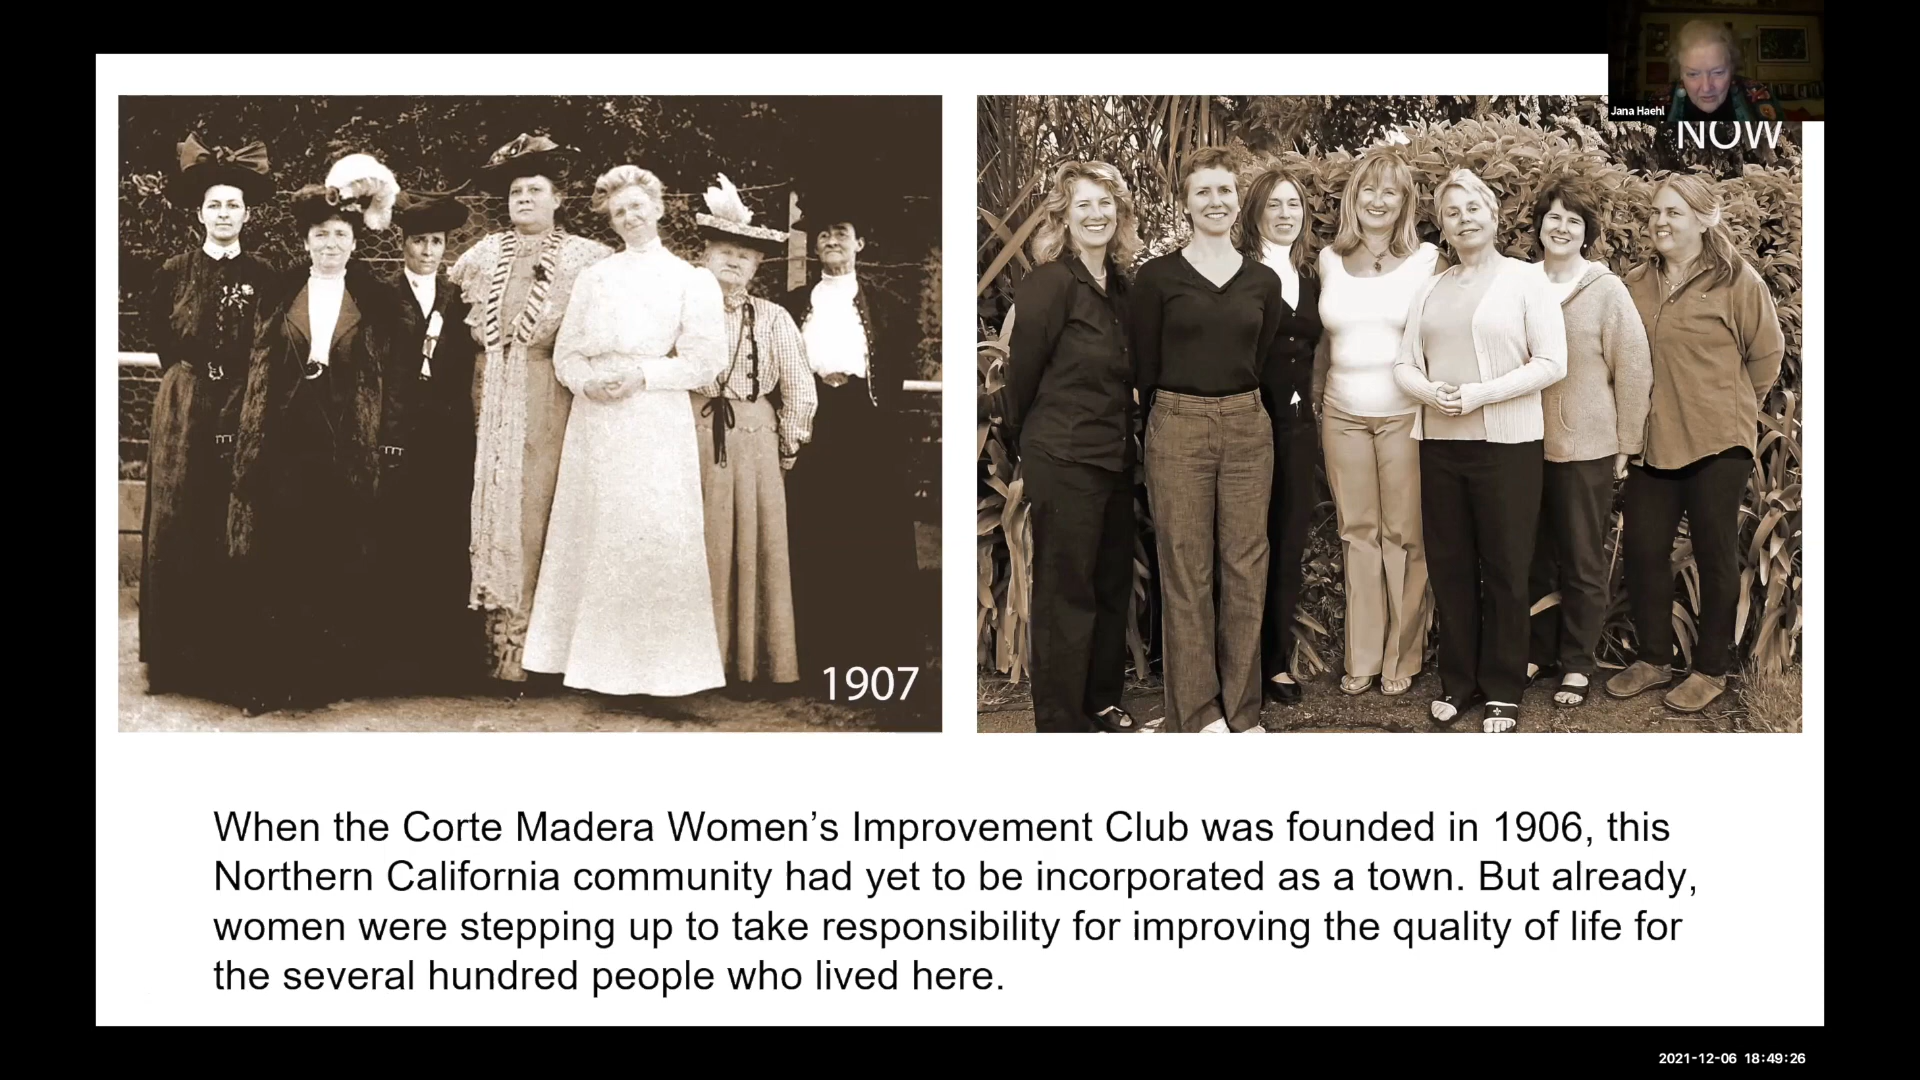 Jana Haehl
NOW
1907
When the Corte Madera Women’s Improvement Club was founded in 1906, this
Northern California community had yet to be incorporated as a town. But already,
women were stepping up to take responsibility for improving the quality of life for
the several hundred people who lived here.
2021-12-06 18:49:26